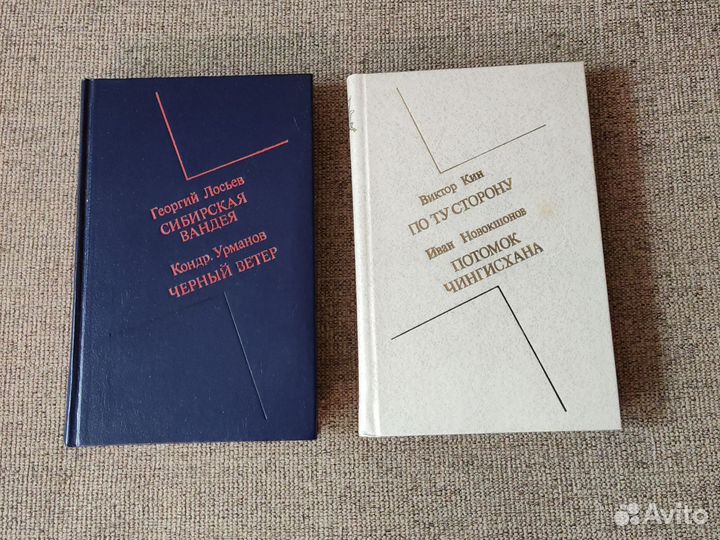 Георгий Лосьев
СИБИРСКАЯ
ВАНДЕЯ
Кондр. Урманов
ЧЕРНЫЙ ВЕТЕР
Виктор Кин
ПО ТУ СТОРОНУ
Иван Новокшонов
ПОТОМОК
ЧИНГИСХАНА
Avito